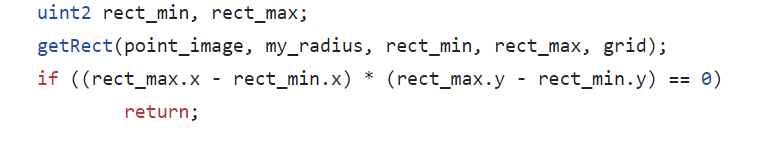 uint2 rect_min, rect_max;
getRect(point_image, my_radius, rect_min, rect_max, grid);
if ((rect_max.x - rect_min.x) * (rect_max.y - rect_min.y) == 0)
return;